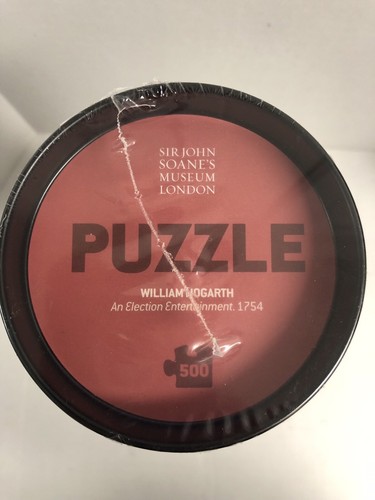 SIR JOHN
SOANE'S
MUSEUM
LONDON
PUZZLE
WILLIAM HOGARTH
An Election Entertainment. 1754
500